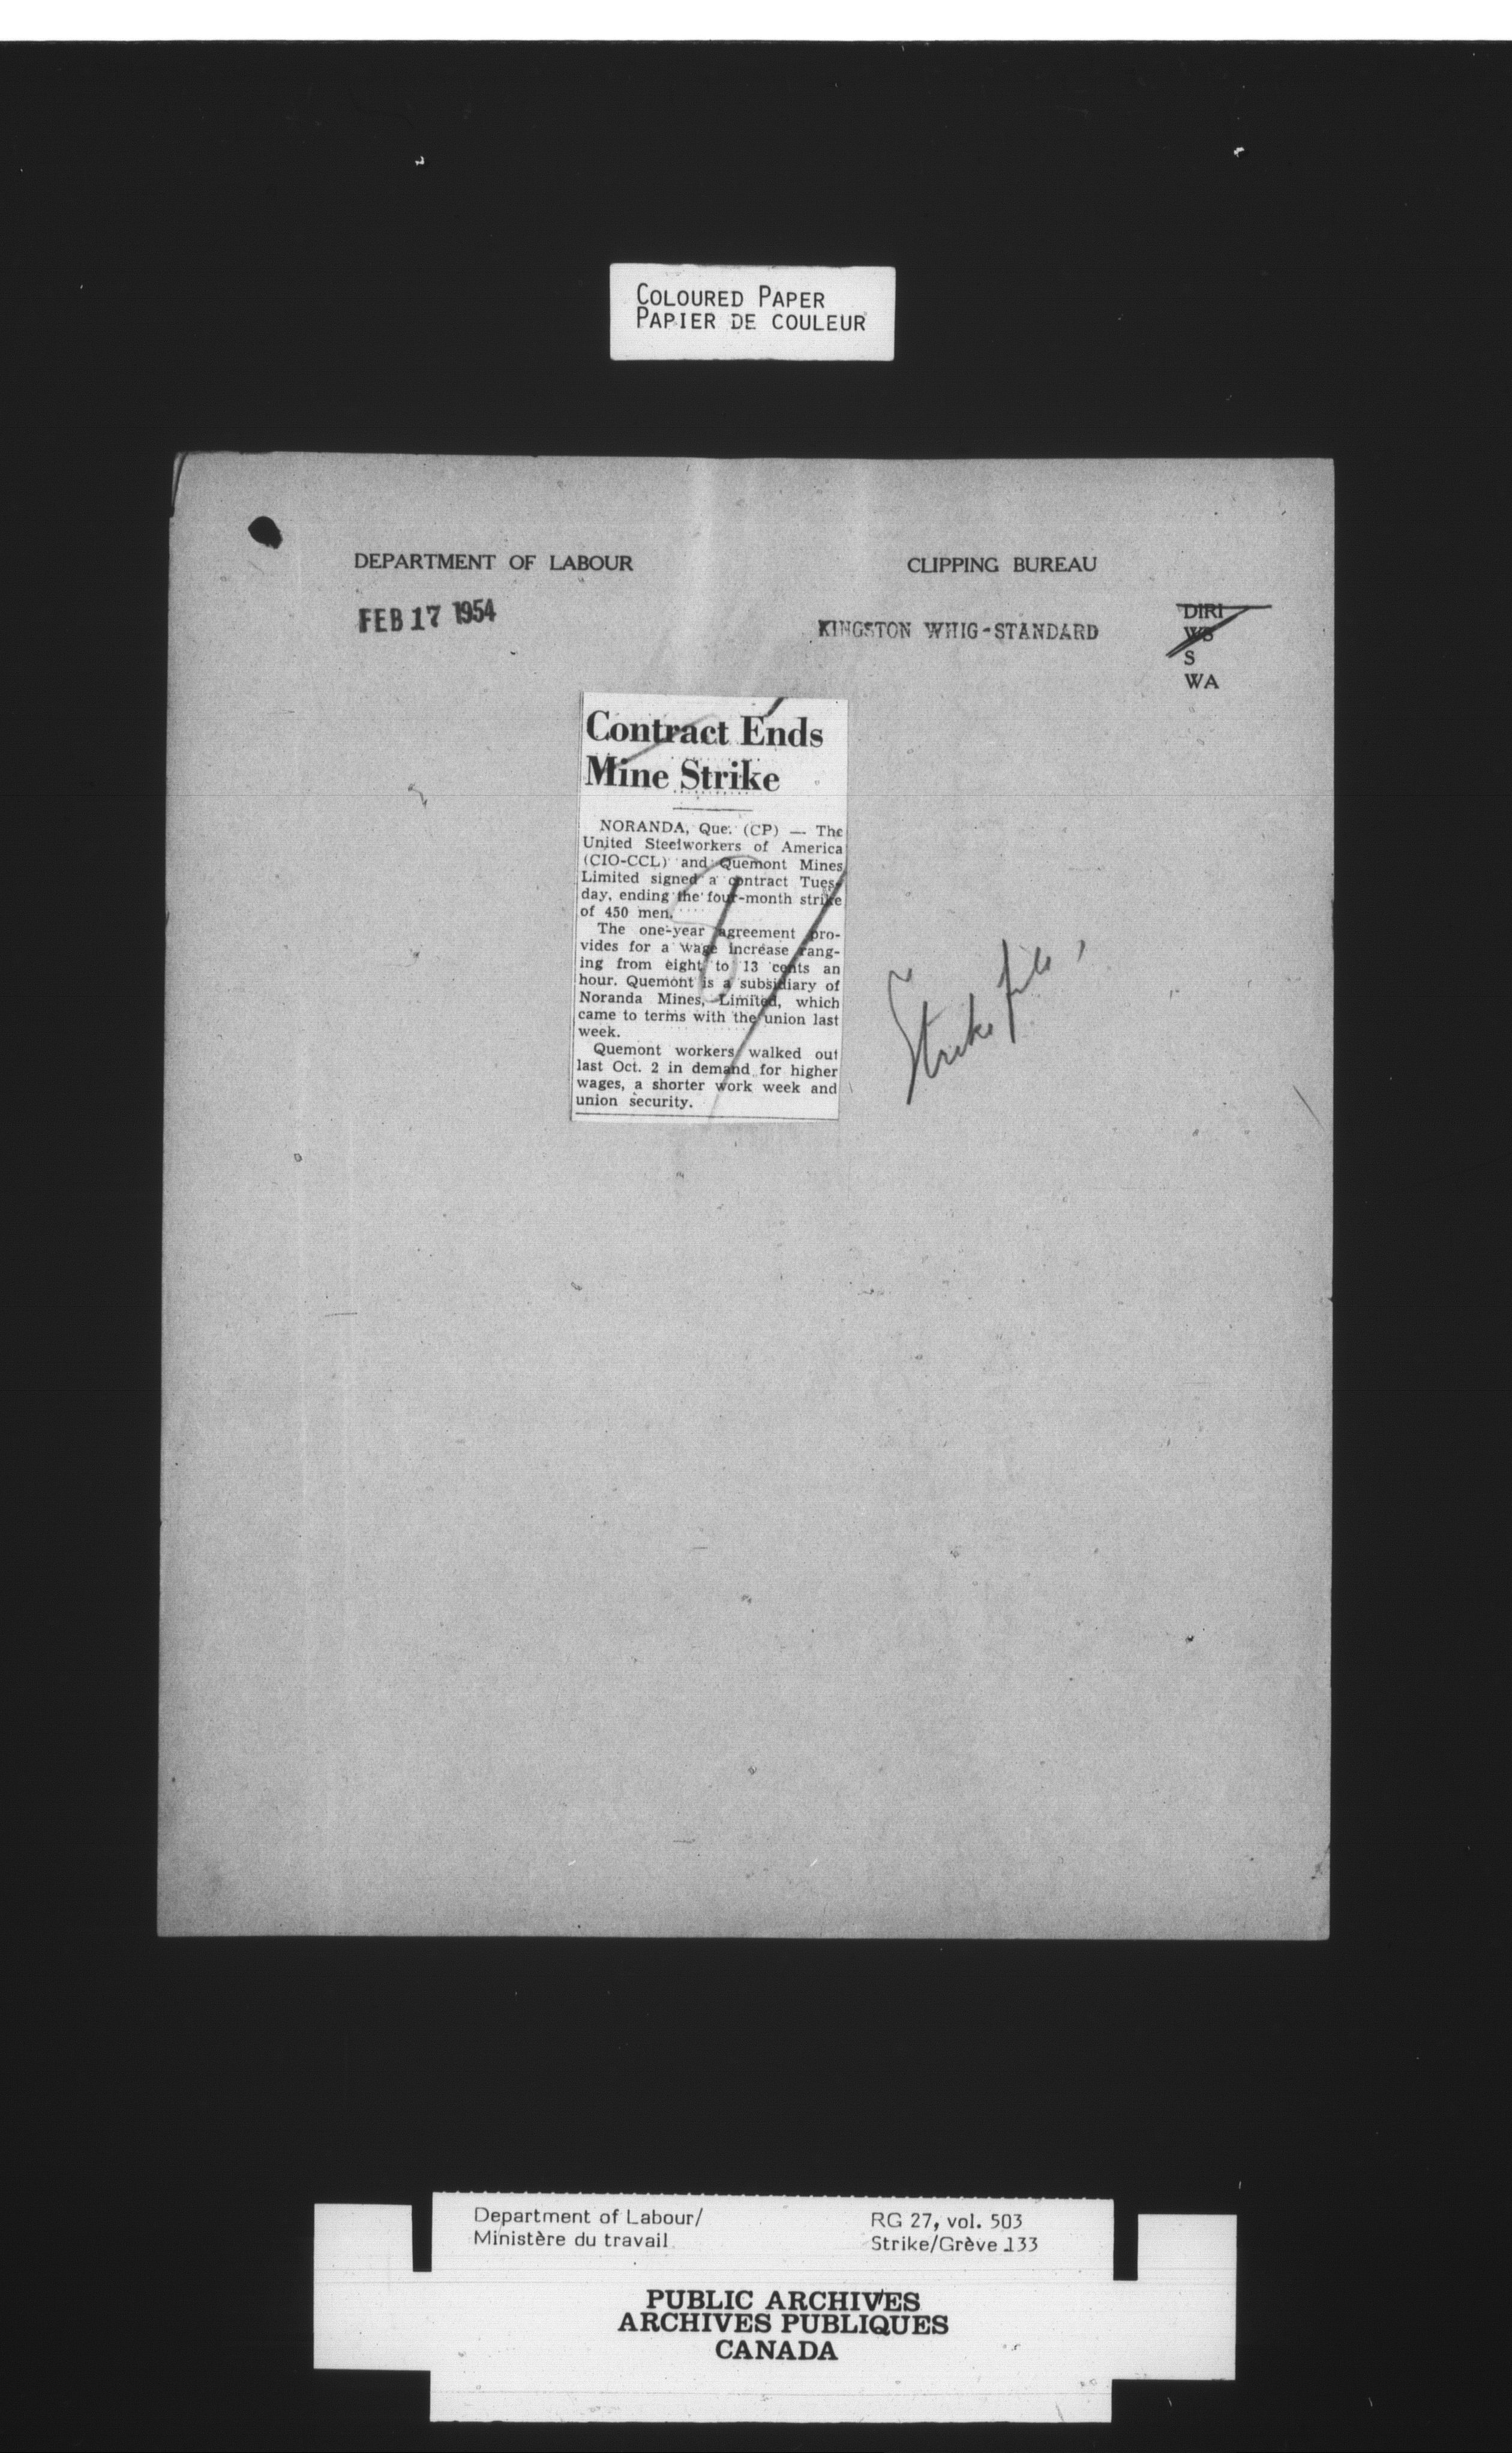 COLOURED PAPER
PAPIER DE COULEUR
DEPARTMENT OF LABOUR
CLIPPING BUREAU
FEB 17 1954
KINGSTON WHIG-STANDARD
DIRI
WS
S
WA
Contract Ends
Mine Strike
NORANDA, Que. (CP) — The
United Steelworkers of America
(CIO-CCL) and Quemont Mines
Limited signed a contract Tues-
day, ending the four-month strike
of 450 men.
The one-year agreement pro-
vides for a wage increase rang-
ing from eight to 13 cents an
hour. Quemont is a subsidiary of
Noranda Mines, Limited, which
came to terms with the union last
week.
Quemont workers walked out
last Oct. 2 in demand for higher
wages, a shorter work week and
union security.
Strike file
Department of Labour/
Ministère du travail
RG 27, vol. 503
Strike/Grève 133
PUBLIC ARCHIVES
ARCHIVES PUBLIQUES
CANADA